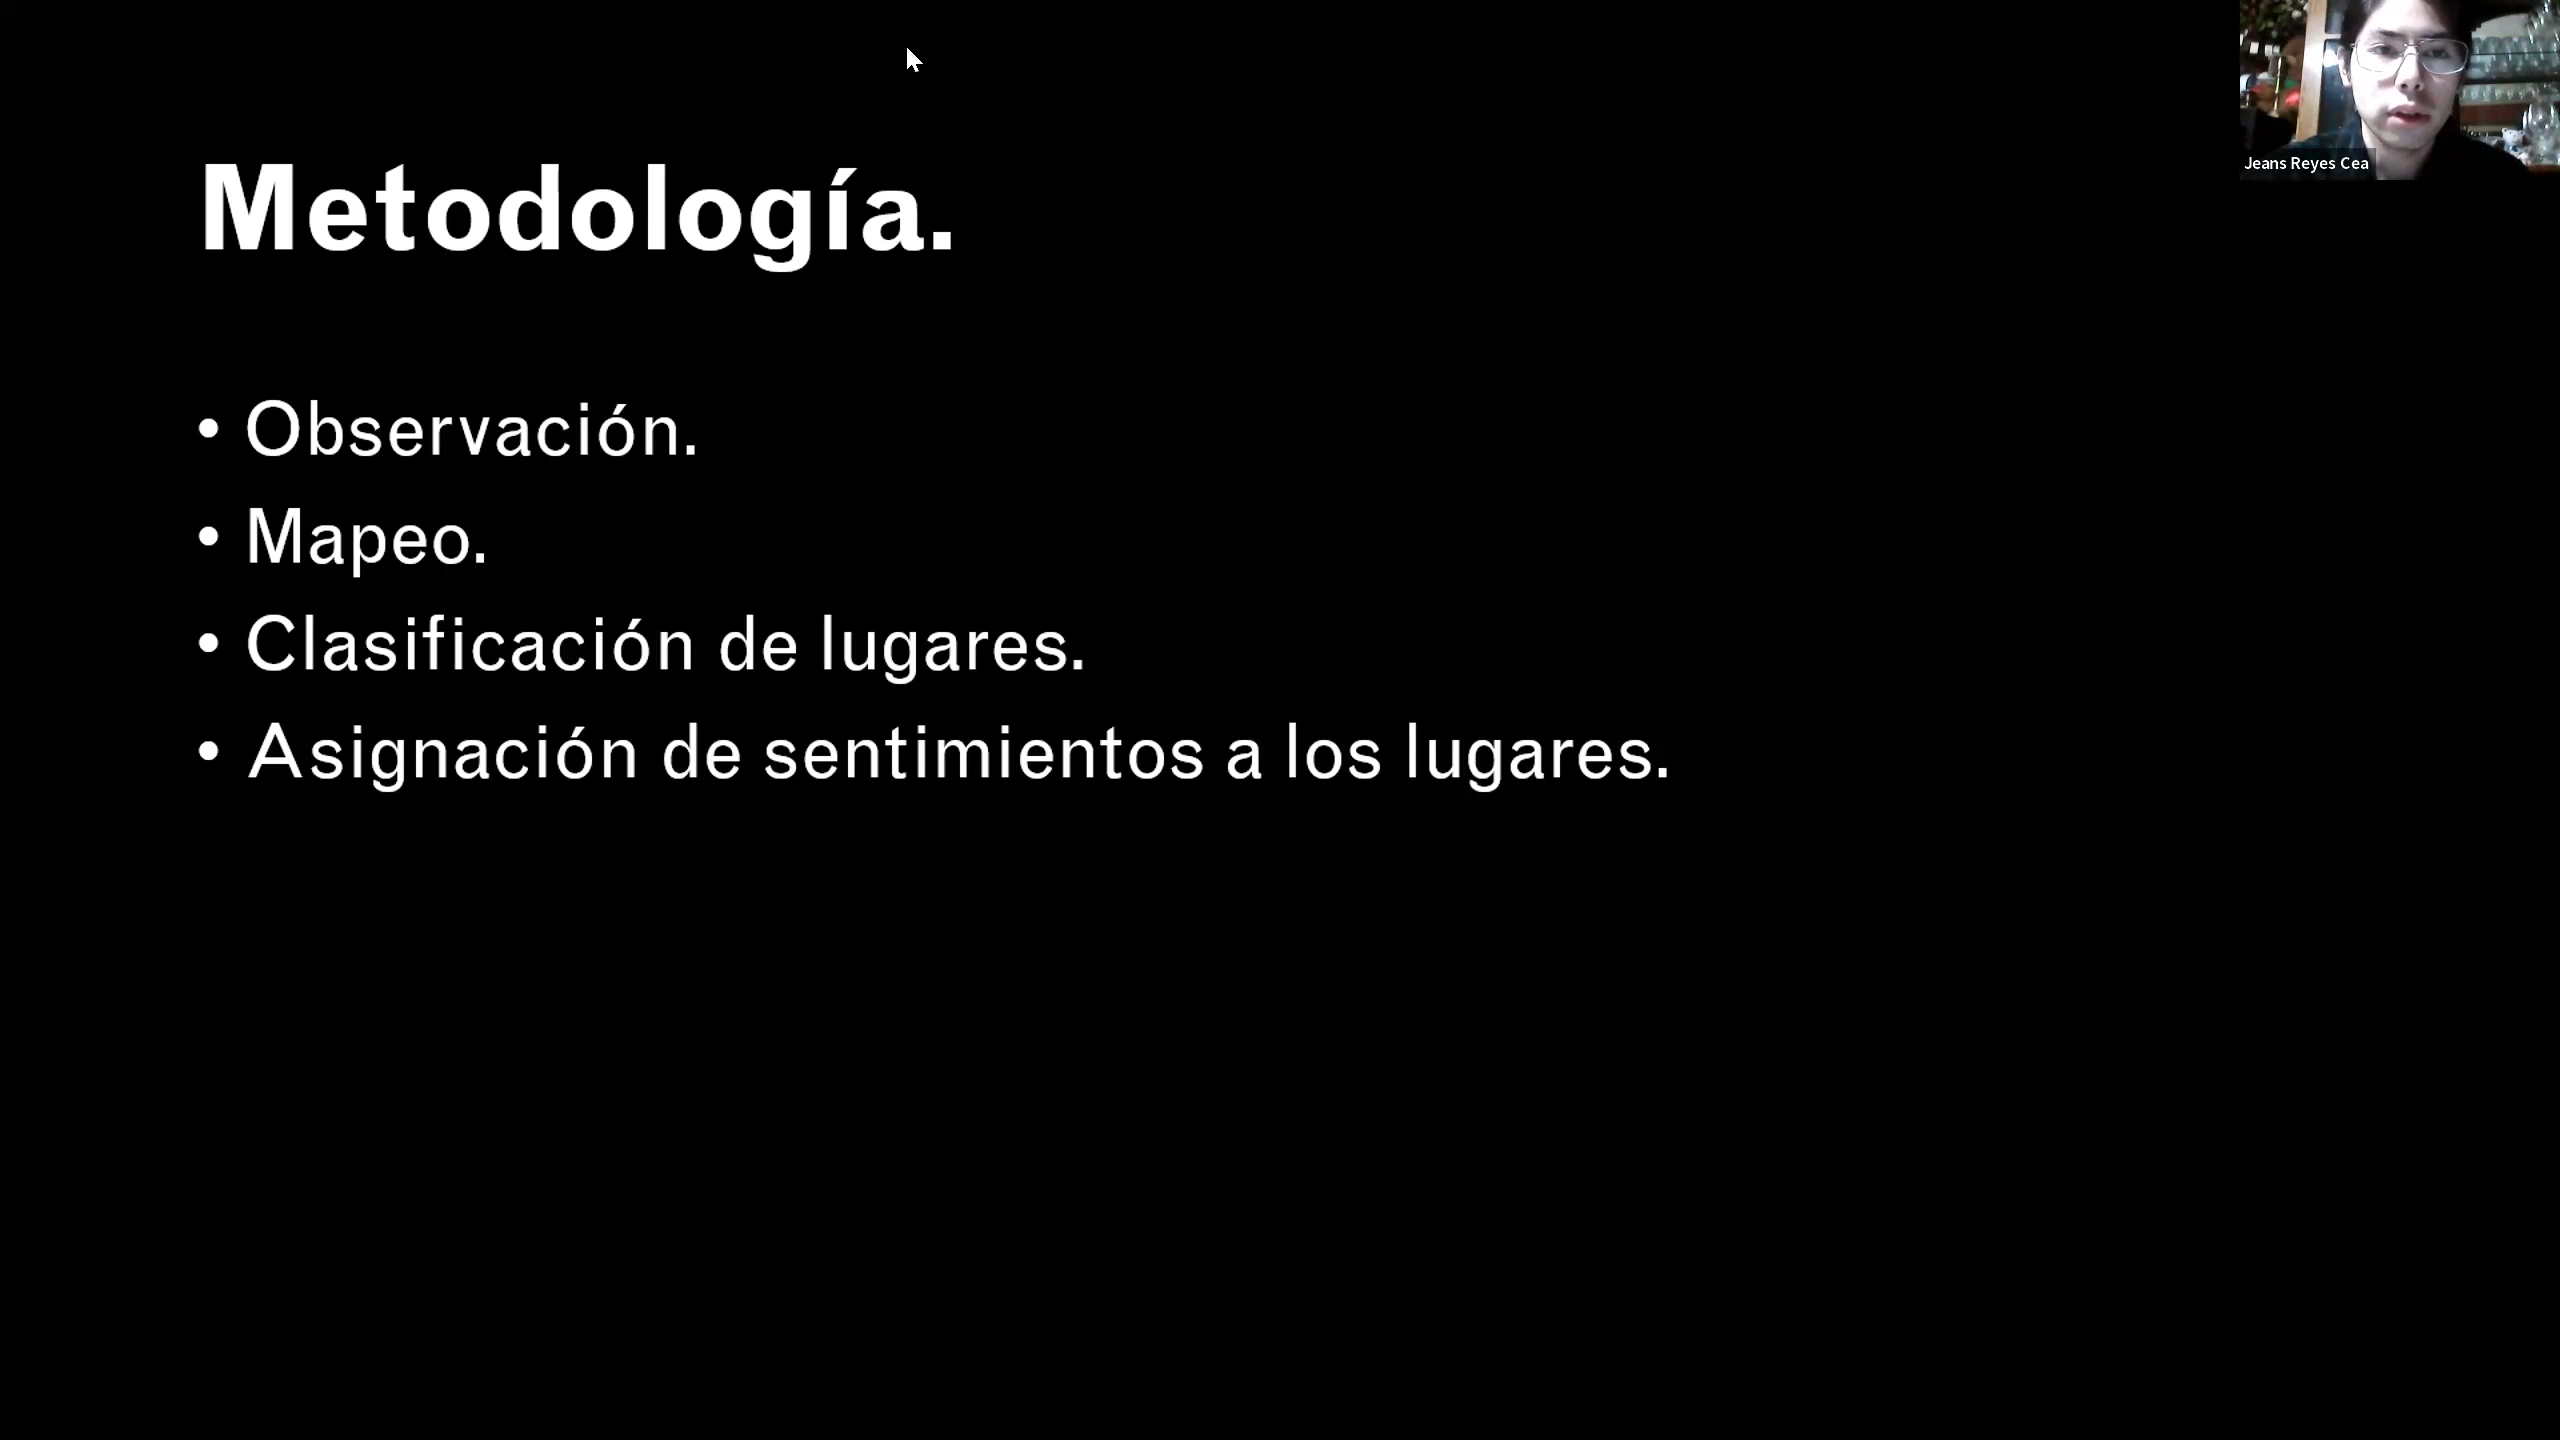 Metodología.
• Observación.
• Mapeo.
• Clasificación de lugares.
• Asignación de sentimientos a los lugares.
Jeans Reyes Cea